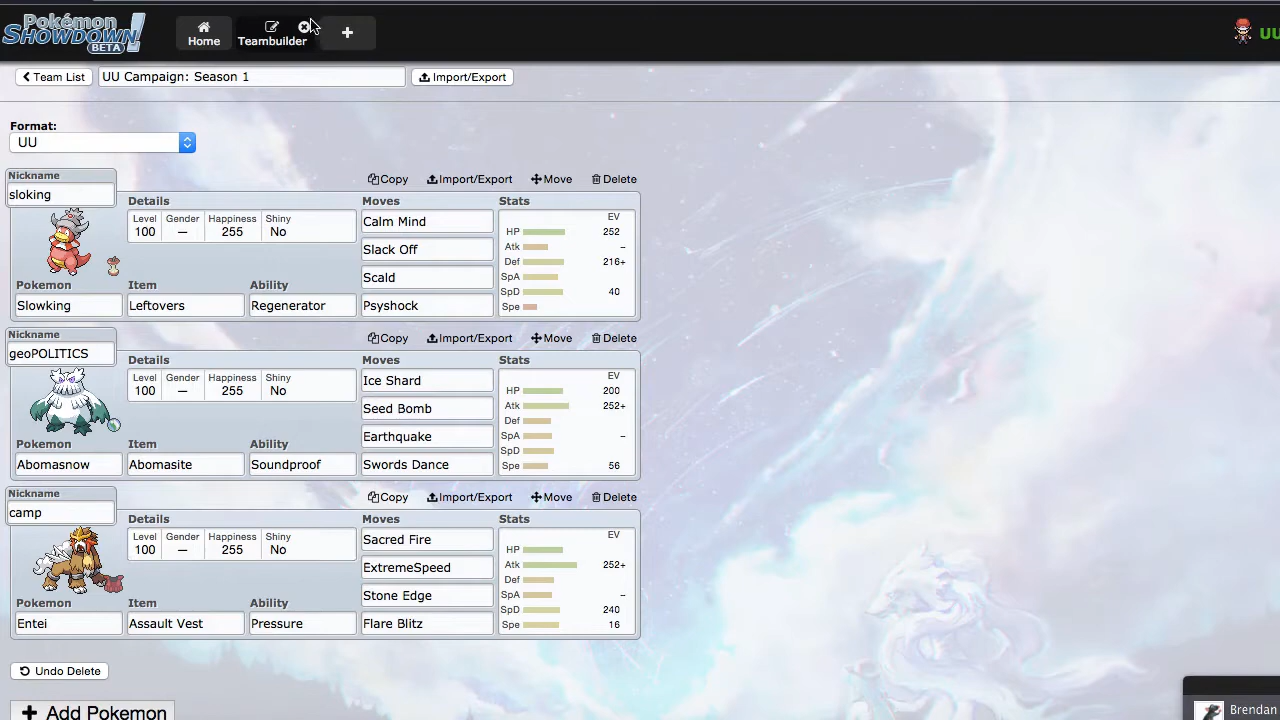 Pokémon
SHOWDOWN!
BETA
Home
Teambuilder
+
UU
Team List
UU Campaign: Season 1
Import/Export
Format:
UU
Nickname
sloking
Copy Import/Export Move Delete
Details Moves Stats
Level Gender Happiness Shiny
100 — 255 No
Calm Mind
Slack Off
Scald
Psyshock
EV
HP 252
Atk –
Def 216+
SpA
SpD 40
Spe
Pokemon Item Ability
Slowking Leftovers Regenerator
Nickname
geoPOLITICS
Copy Import/Export Move Delete
Details Moves Stats
Level Gender Happiness Shiny
100 — 255 No
Ice Shard
Seed Bomb
Earthquake
Swords Dance
EV
HP 200
Atk 252+
Def
SpA –
SpD
Spe 56
Pokemon Item Ability
Abomasnow Abomasite Soundproof
Nickname
camp
Copy Import/Export Move Delete
Details Moves Stats
Level Gender Happiness Shiny
100 — 255 No
Sacred Fire
ExtremeSpeed
Stone Edge
Flare Blitz
EV
HP
Atk 252+
Def
SpA –
SpD 240
Spe 16
Pokemon Item Ability
Entei Assault Vest Pressure
Undo Delete
+ Add Pokemon
Brendan